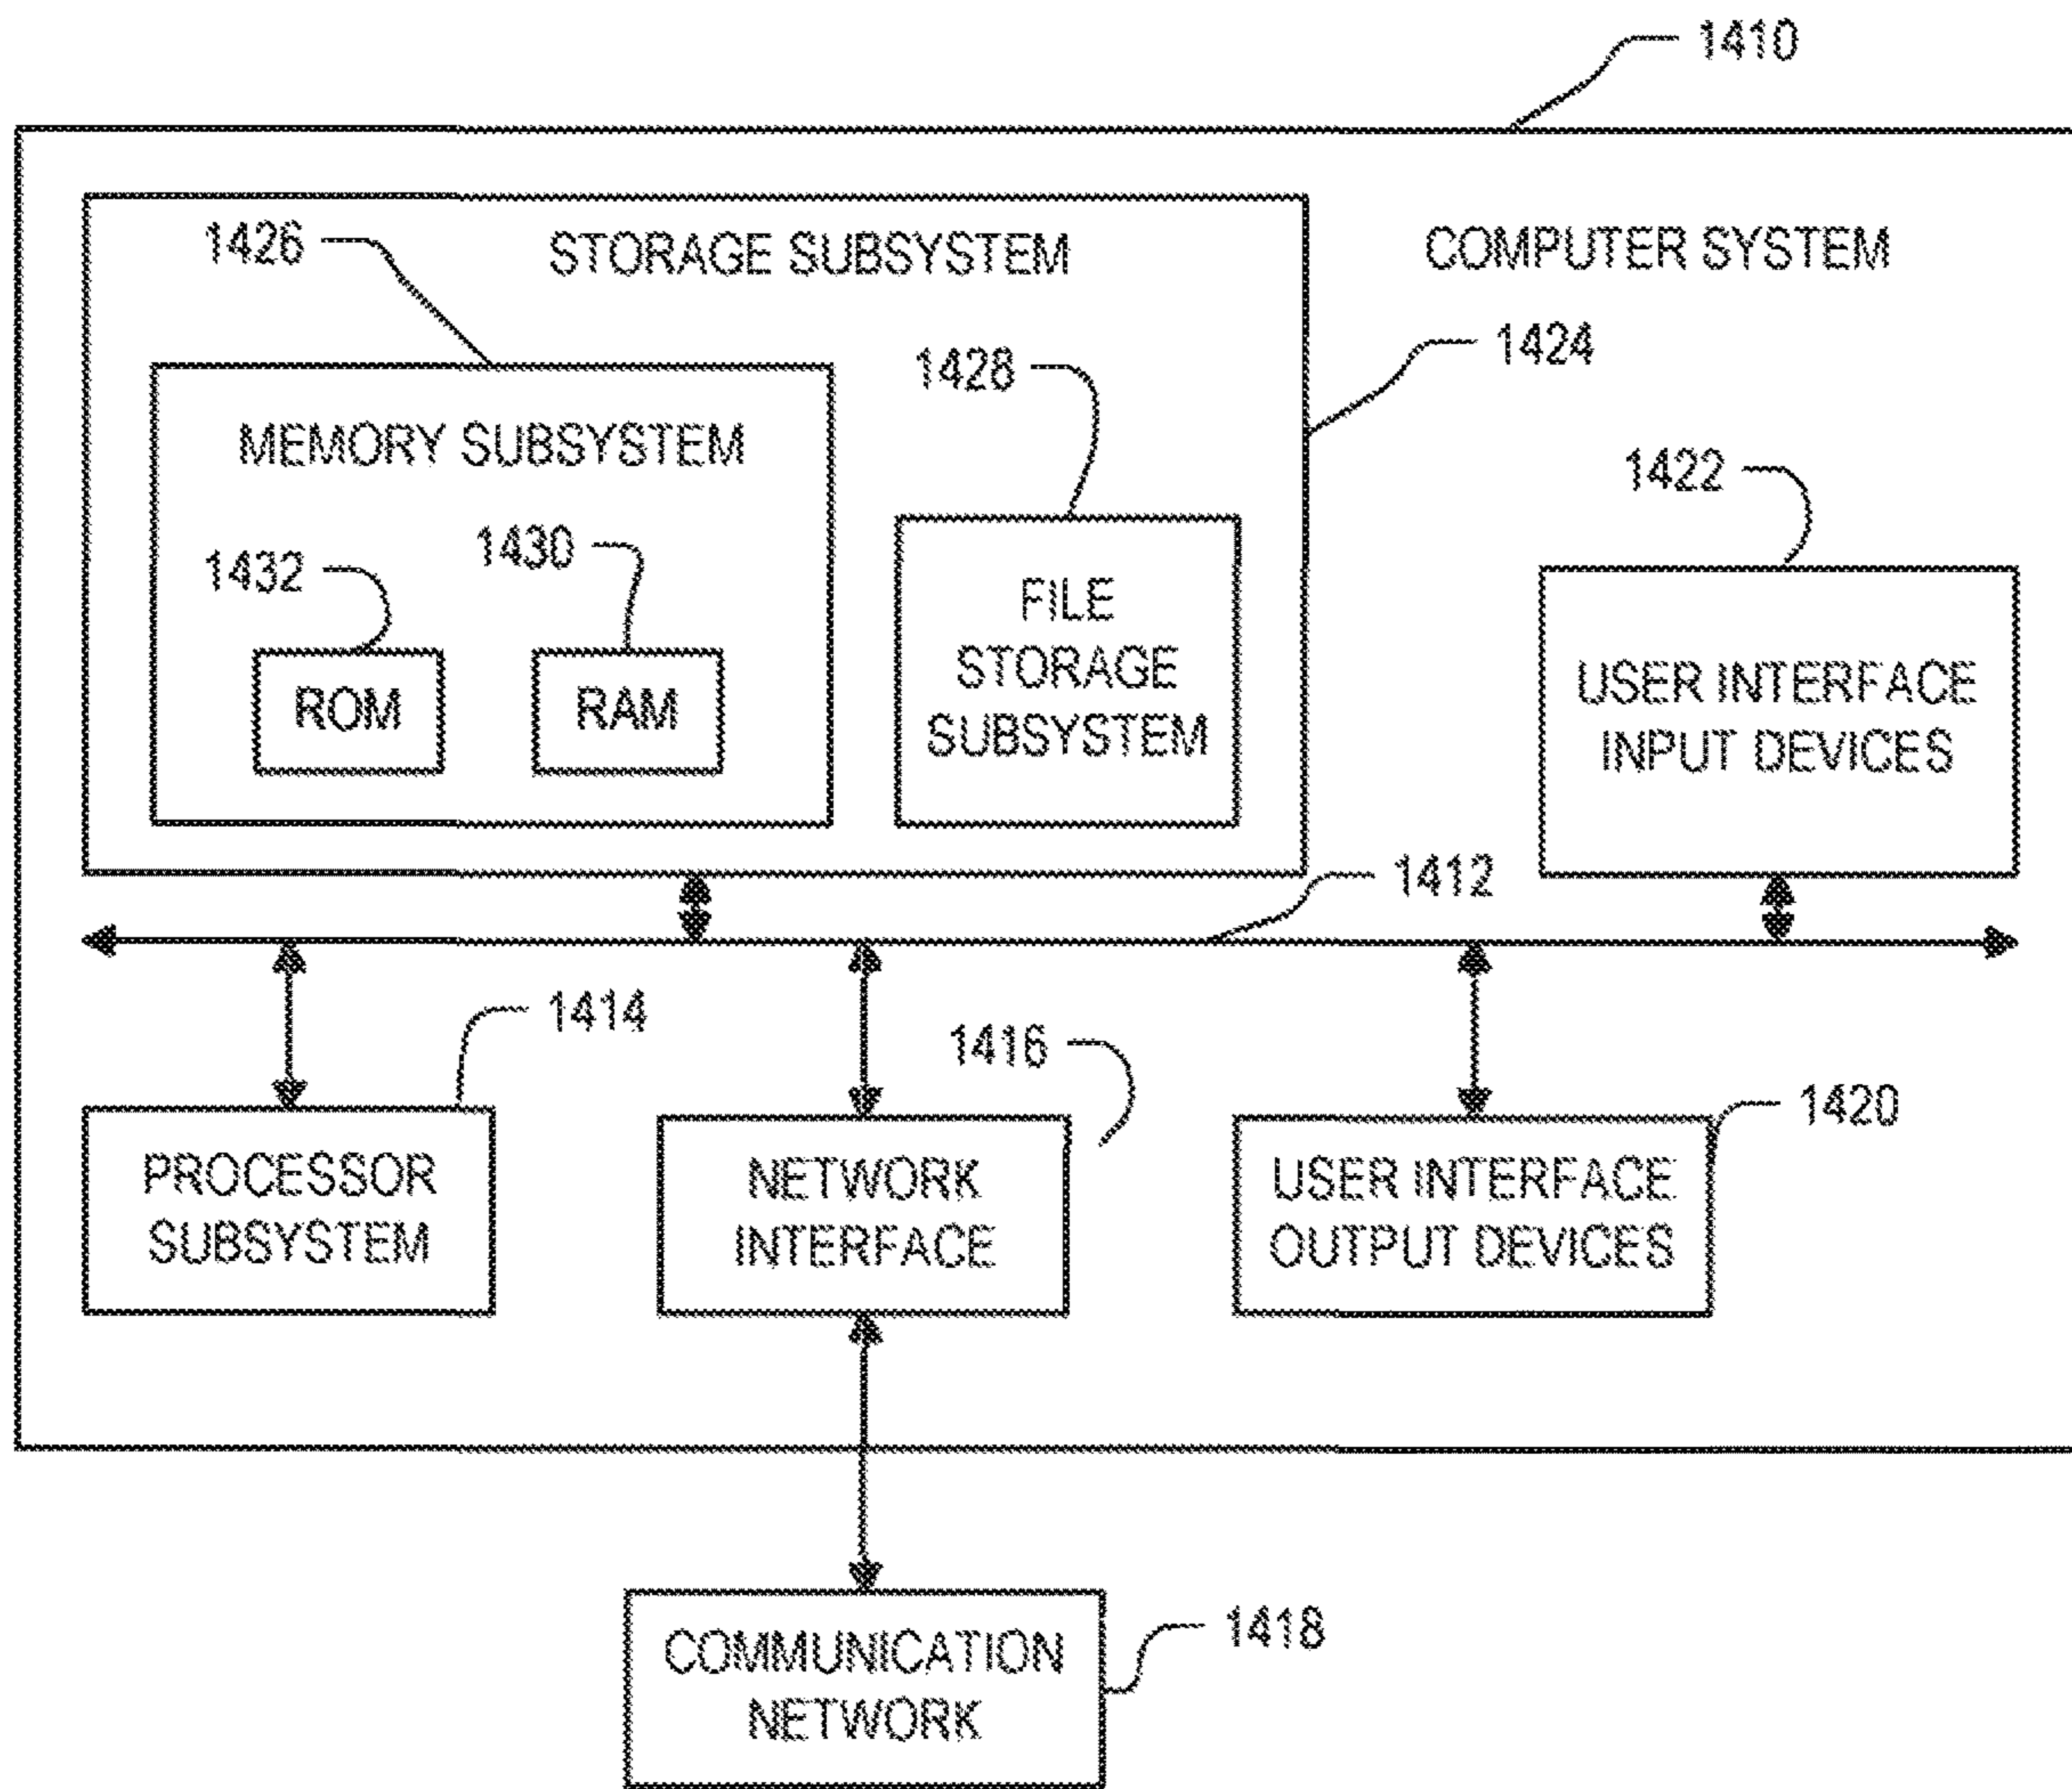 1410
STORAGE SUBSYSTEM
COMPUTER SYSTEM
1426
1424
1428
MEMORY SUBSYSTEM
1422
1432
1430
ROM
RAM
FILE
STORAGE
SUBSYSTEM
USER INTERFACE
INPUT DEVICES
1412
1414
1416
1420
PROCESSOR
SUBSYSTEM
NETWORK
INTERFACE
USER INTERFACE
OUTPUT DEVICES
COMMUNICATION
NETWORK
1418